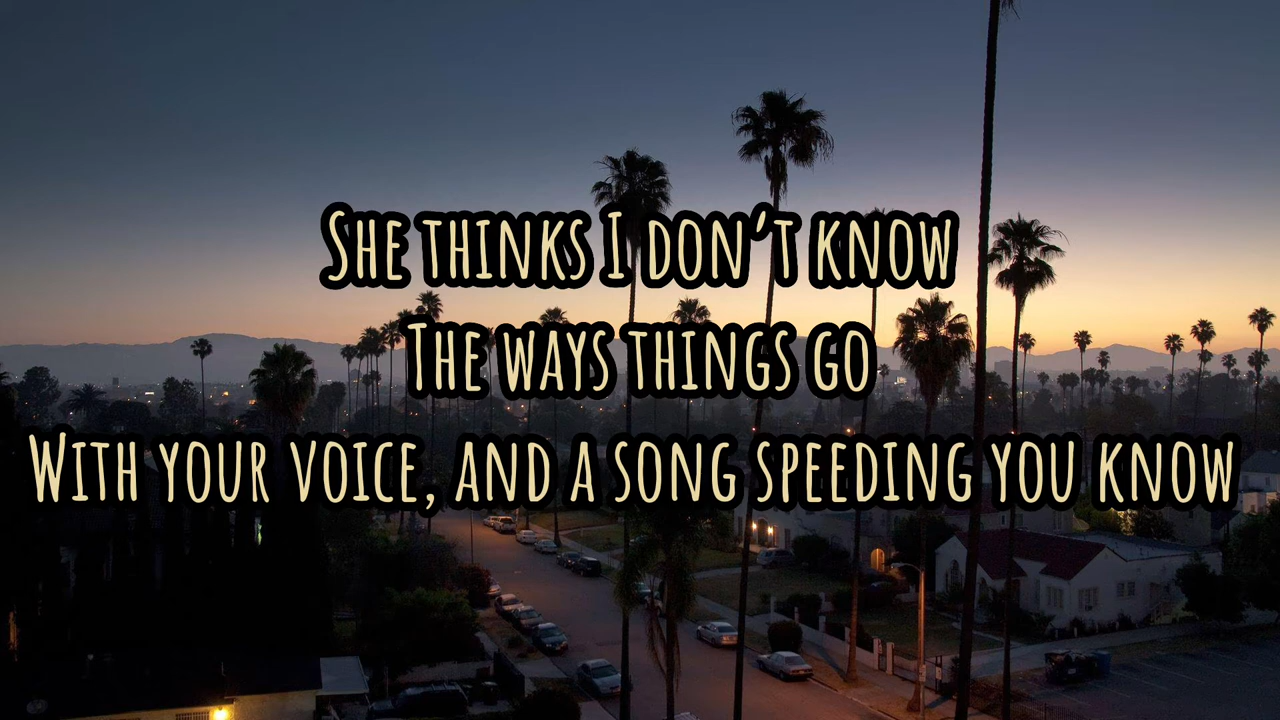 She thinks I don't know
The ways things go
With your voice, and a song speeding you know